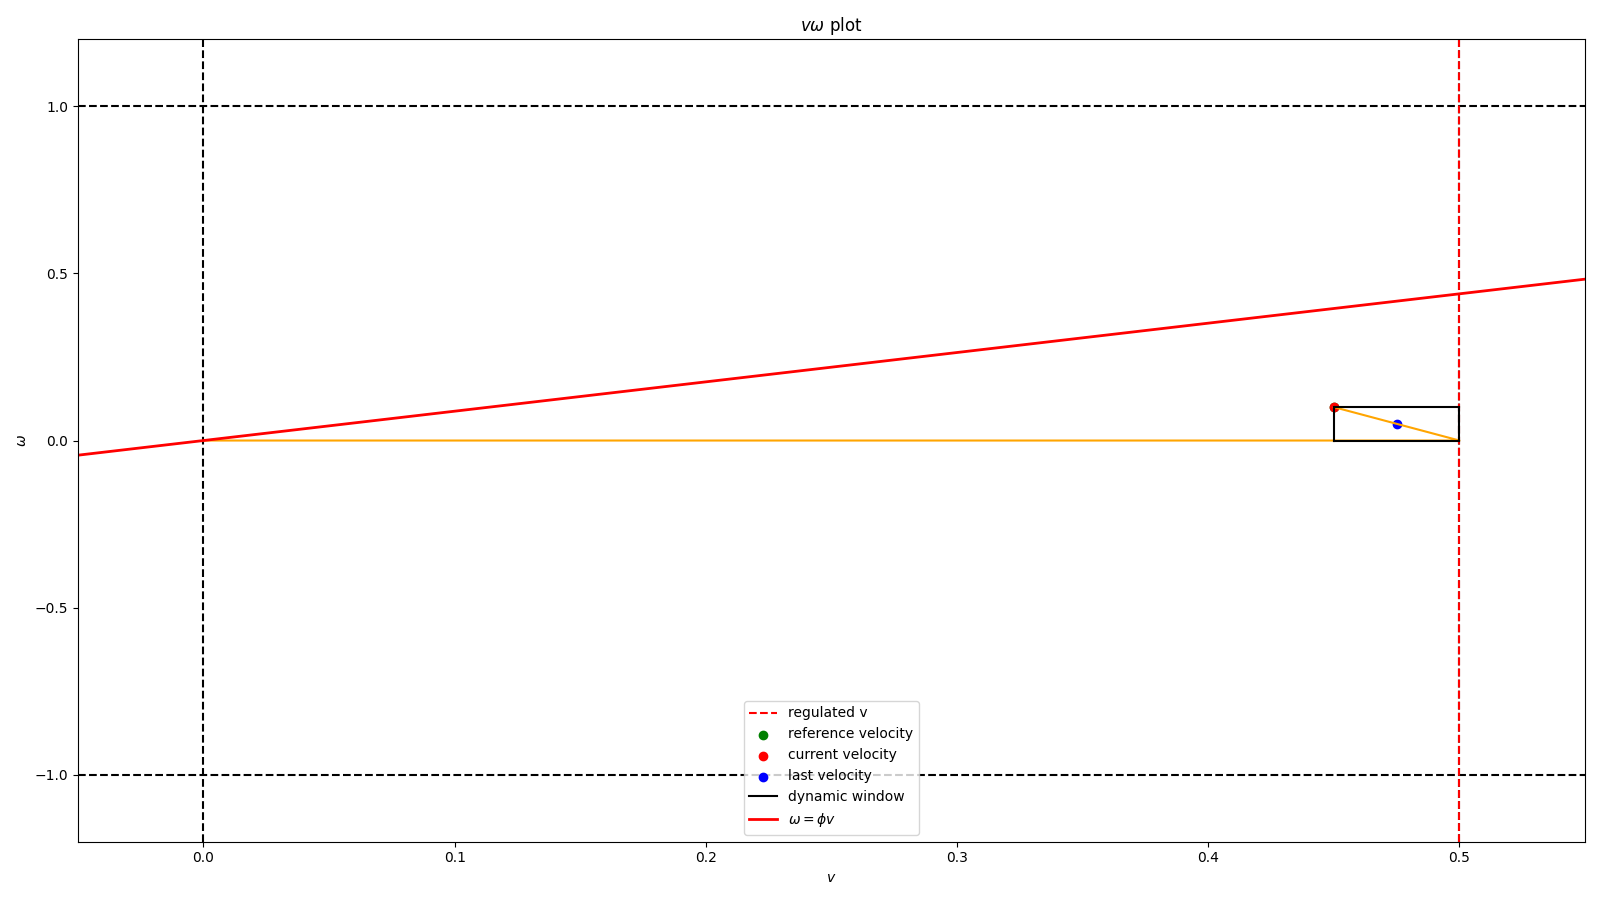 vω plot
1.0
0.5
0.0
−0.5
−1.0
ω
0.0
0.1
0.2
0.3
0.4
0.5
v
regulated v
reference velocity
current velocity
last velocity
dynamic window
ω = ϕv